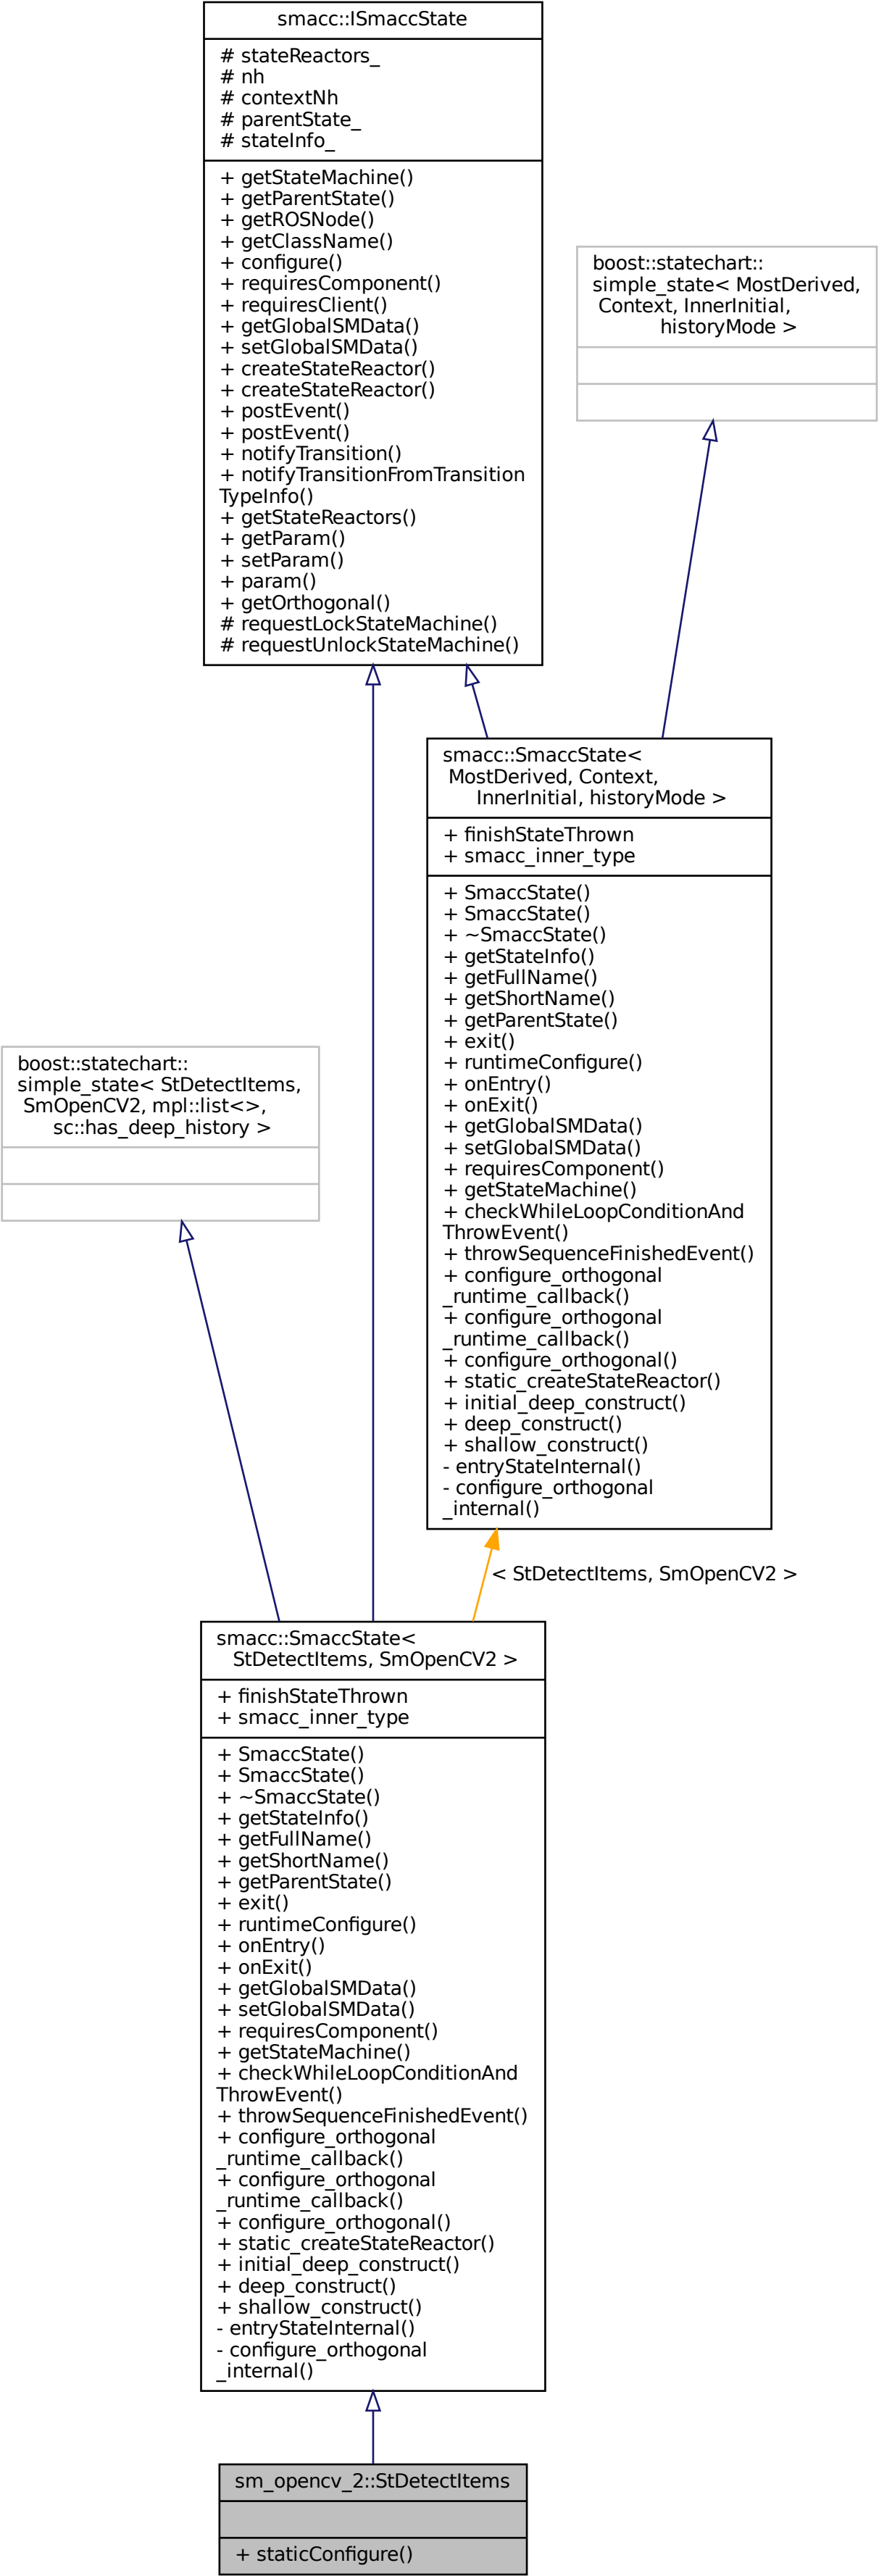 smacc::ISmaccState
# stateReactors_
# nh
# contextNh
# parentState_
# stateInfo_
+ getStateMachine()
+ getParentState()
+ getROSNode()
+ getClassName()
+ configure()
+ requiresComponent()
+ requiresClient()
+ getGlobalSMData()
+ setGlobalSMData()
+ createStateReactor()
+ createStateReactor()
+ postEvent()
+ postEvent()
+ notifyTransition()
+ notifyTransitionFromTransition
TypeInfo()
+ getStateReactors()
+ getParam()
+ setParam()
+ param()
+ getOrthogonal()
# requestLockStateMachine()
# requestUnlockStateMachine()
boost::statechart::
simple_state< MostDerived,
Context, InnerInitial,
historyMode >
smacc::SmaccState<
MostDerived, Context,
InnerInitial, historyMode >
+ finishStateThrown
+ smacc_inner_type
+ SmaccState()
+ SmaccState()
+ ~SmaccState()
+ getStateInfo()
+ getFullName()
+ getShortName()
+ getParentState()
+ exit()
+ runtimeConfigure()
+ onEntry()
+ onExit()
+ getGlobalSMData()
+ setGlobalSMData()
+ requiresComponent()
+ getStateMachine()
+ checkWhileLoopConditionAnd
ThrowEvent()
+ throwSequenceFinishedEvent()
+ configure_orthogonal
_runtime_callback()
+ configure_orthogonal
_runtime_callback()
+ configure_orthogonal()
+ static_createStateReactor()
+ initial_deep_construct()
+ deep_construct()
+ shallow_construct()
- entryStateInternal()
- configure_orthogonal
_internal()
boost::statechart::
simple_state< StDetectItems,
SmOpenCV2, mpl::list<>,
sc::has_deep_history >
< StDetectItems, SmOpenCV2 >
smacc::SmaccState<
StDetectItems, SmOpenCV2 >
+ finishStateThrown
+ smacc_inner_type
+ SmaccState()
+ SmaccState()
+ ~SmaccState()
+ getStateInfo()
+ getFullName()
+ getShortName()
+ getParentState()
+ exit()
+ runtimeConfigure()
+ onEntry()
+ onExit()
+ getGlobalSMData()
+ setGlobalSMData()
+ requiresComponent()
+ getStateMachine()
+ checkWhileLoopConditionAnd
ThrowEvent()
+ throwSequenceFinishedEvent()
+ configure_orthogonal
_runtime_callback()
+ configure_orthogonal
_runtime_callback()
+ configure_orthogonal()
+ static_createStateReactor()
+ initial_deep_construct()
+ deep_construct()
+ shallow_construct()
- entryStateInternal()
- configure_orthogonal
_internal()
sm_opencv_2::StDetectItems
+ staticConfigure()